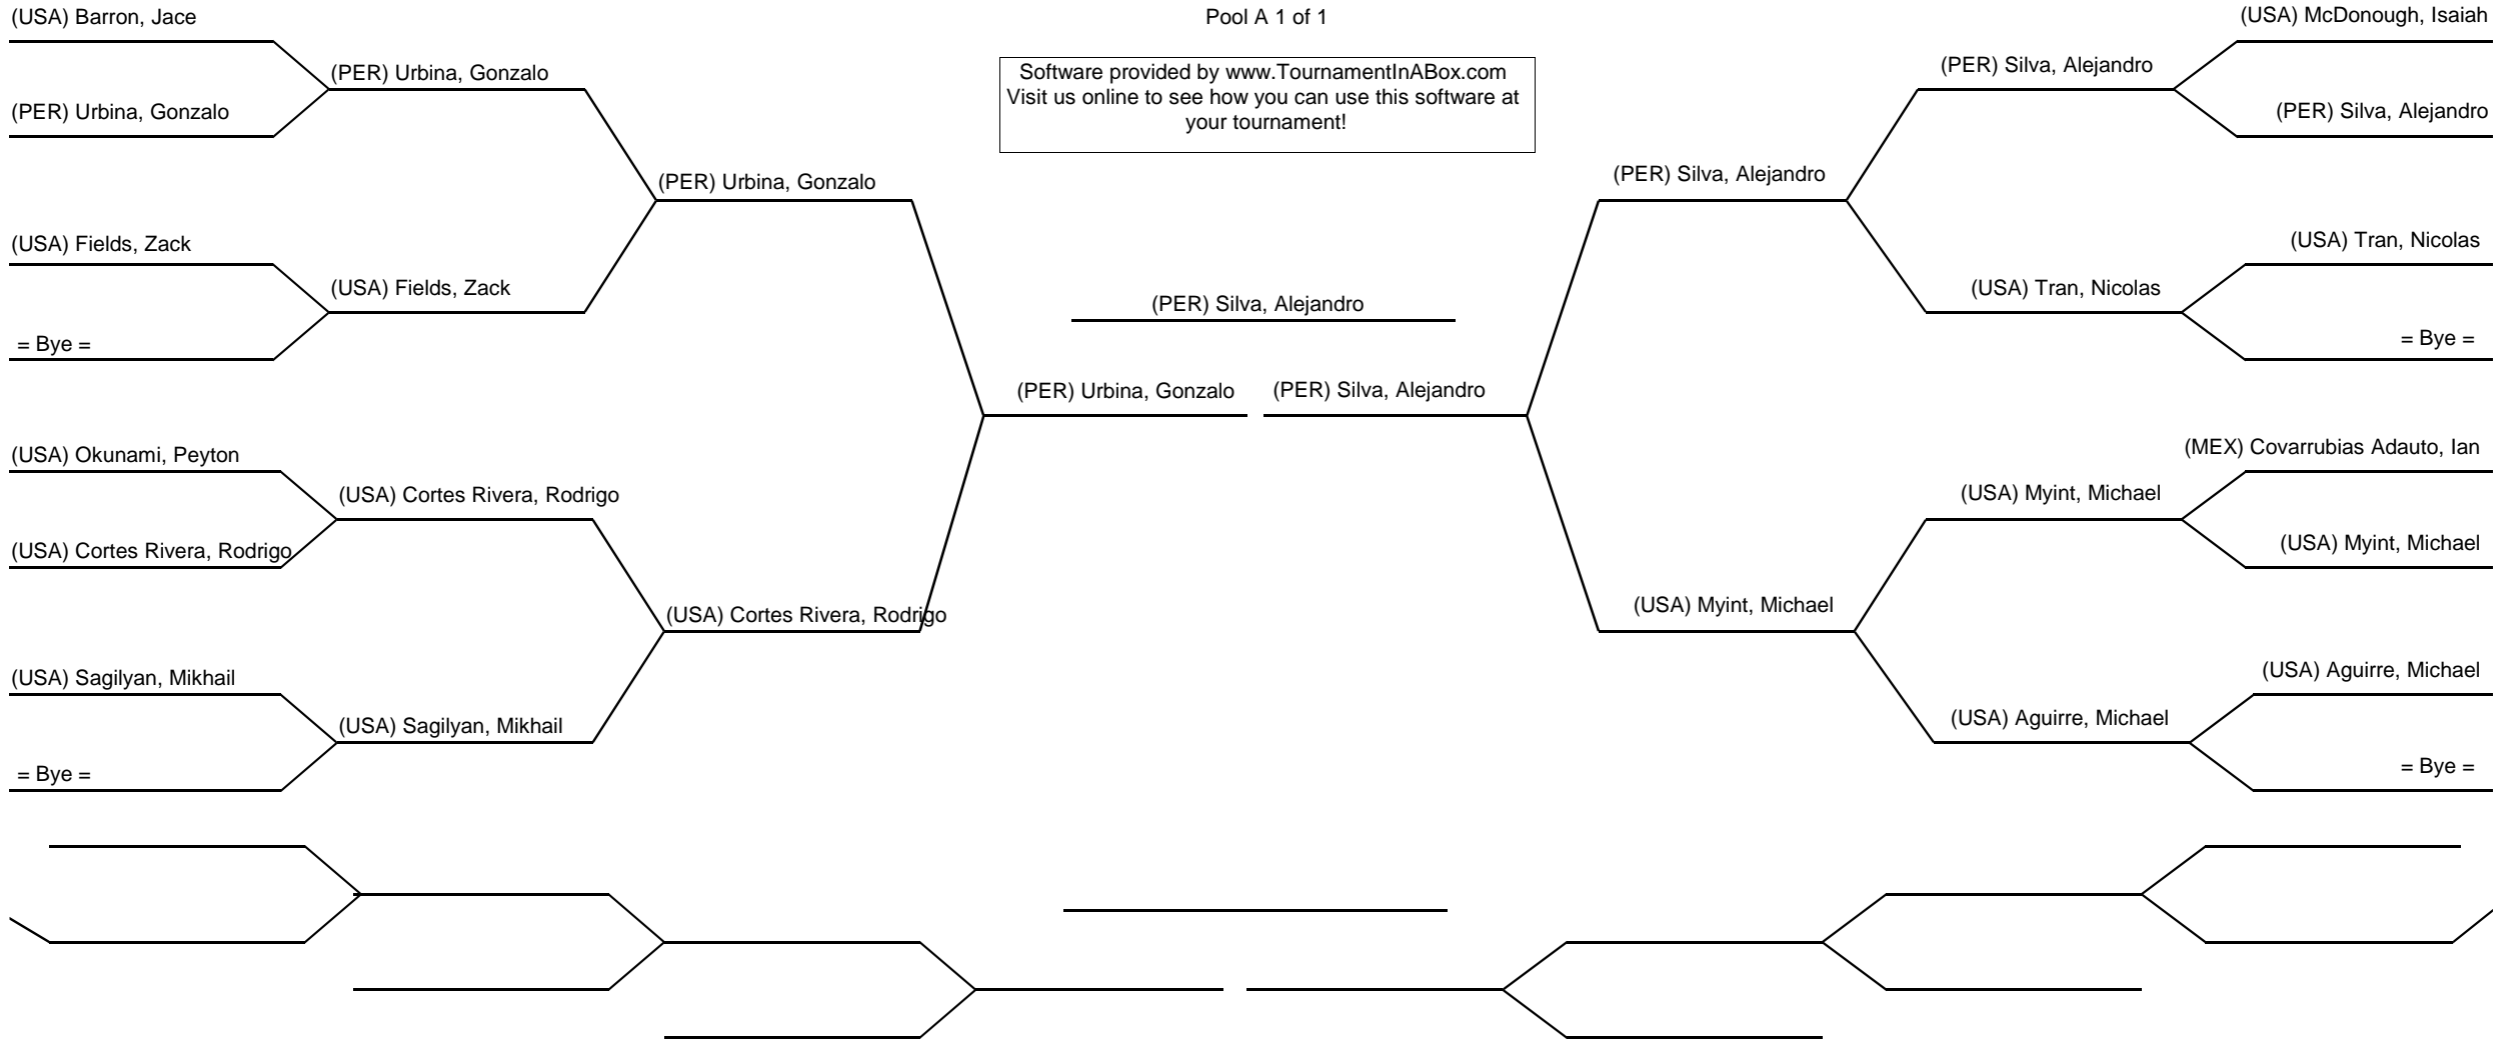 (USA) Barron, Jace
(PER) Urbina, Gonzalo
(USA) Fields, Zack
= Bye =
(USA) Okunami, Peyton
(USA) Cortes Rivera, Rodrigo
(USA) Sagilyan, Mikhail
= Bye =
(PER) Urbina, Gonzalo
(USA) Fields, Zack
(USA) Cortes Rivera, Rodrigo
(USA) Sagilyan, Mikhail
(PER) Urbina, Gonzalo
(USA) Cortes Rivera, Rodrigo
Pool A 1 of 1
Software provided by www.TournamentInABox.com
Visit us online to see how you can use this software at
your tournament!
(PER) Silva, Alejandro
(PER) Urbina, Gonzalo
(PER) Silva, Alejandro
(PER) Silva, Alejandro
(USA) Myint, Michael
(PER) Silva, Alejandro
(USA) Tran, Nicolas
(USA) Myint, Michael
(USA) Aguirre, Michael
(USA) McDonough, Isaiah
(PER) Silva, Alejandro
(USA) Tran, Nicolas
= Bye =
(MEX) Covarrubias Adauto, Ian
(USA) Myint, Michael
(USA) Aguirre, Michael
= Bye =